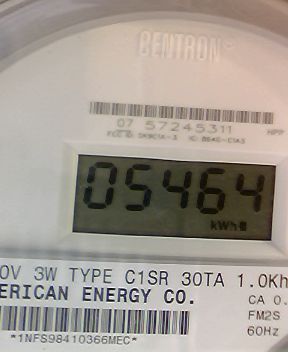 CENTRON
07 57245311
05464
kWh
0V 3W TYPE C1SR 30TA 1.0Kh
ERICAN ENERGY CO.
CA 0.
FM2S
60Hz
*1NFS98410366MEC*